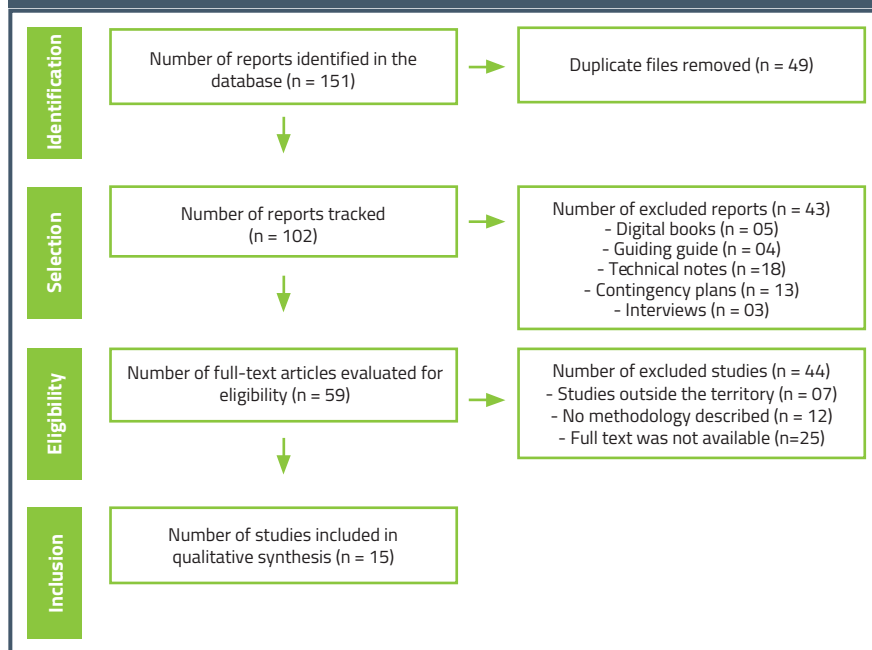 Identification
Number of reports identified in the
database (n = 151)
Duplicate files removed (n = 49)
Selection
Number of reports tracked
(n = 102)
Number of excluded reports (n = 43)
- Digital books (n = 05)
- Guiding guide (n = 04)
- Technical notes (n =18)
- Contingency plans (n = 13)
- Interviews (n = 03)
Eligibility
Number of full-text articles evaluated for
eligibility (n = 59)
Number of excluded studies (n = 44)
- Studies outside the territory (n = 07)
- No methodology described (n = 12)
- Full text was not available (n=25)
Inclusion
Number of studies included in
qualitative synthesis (n = 15)